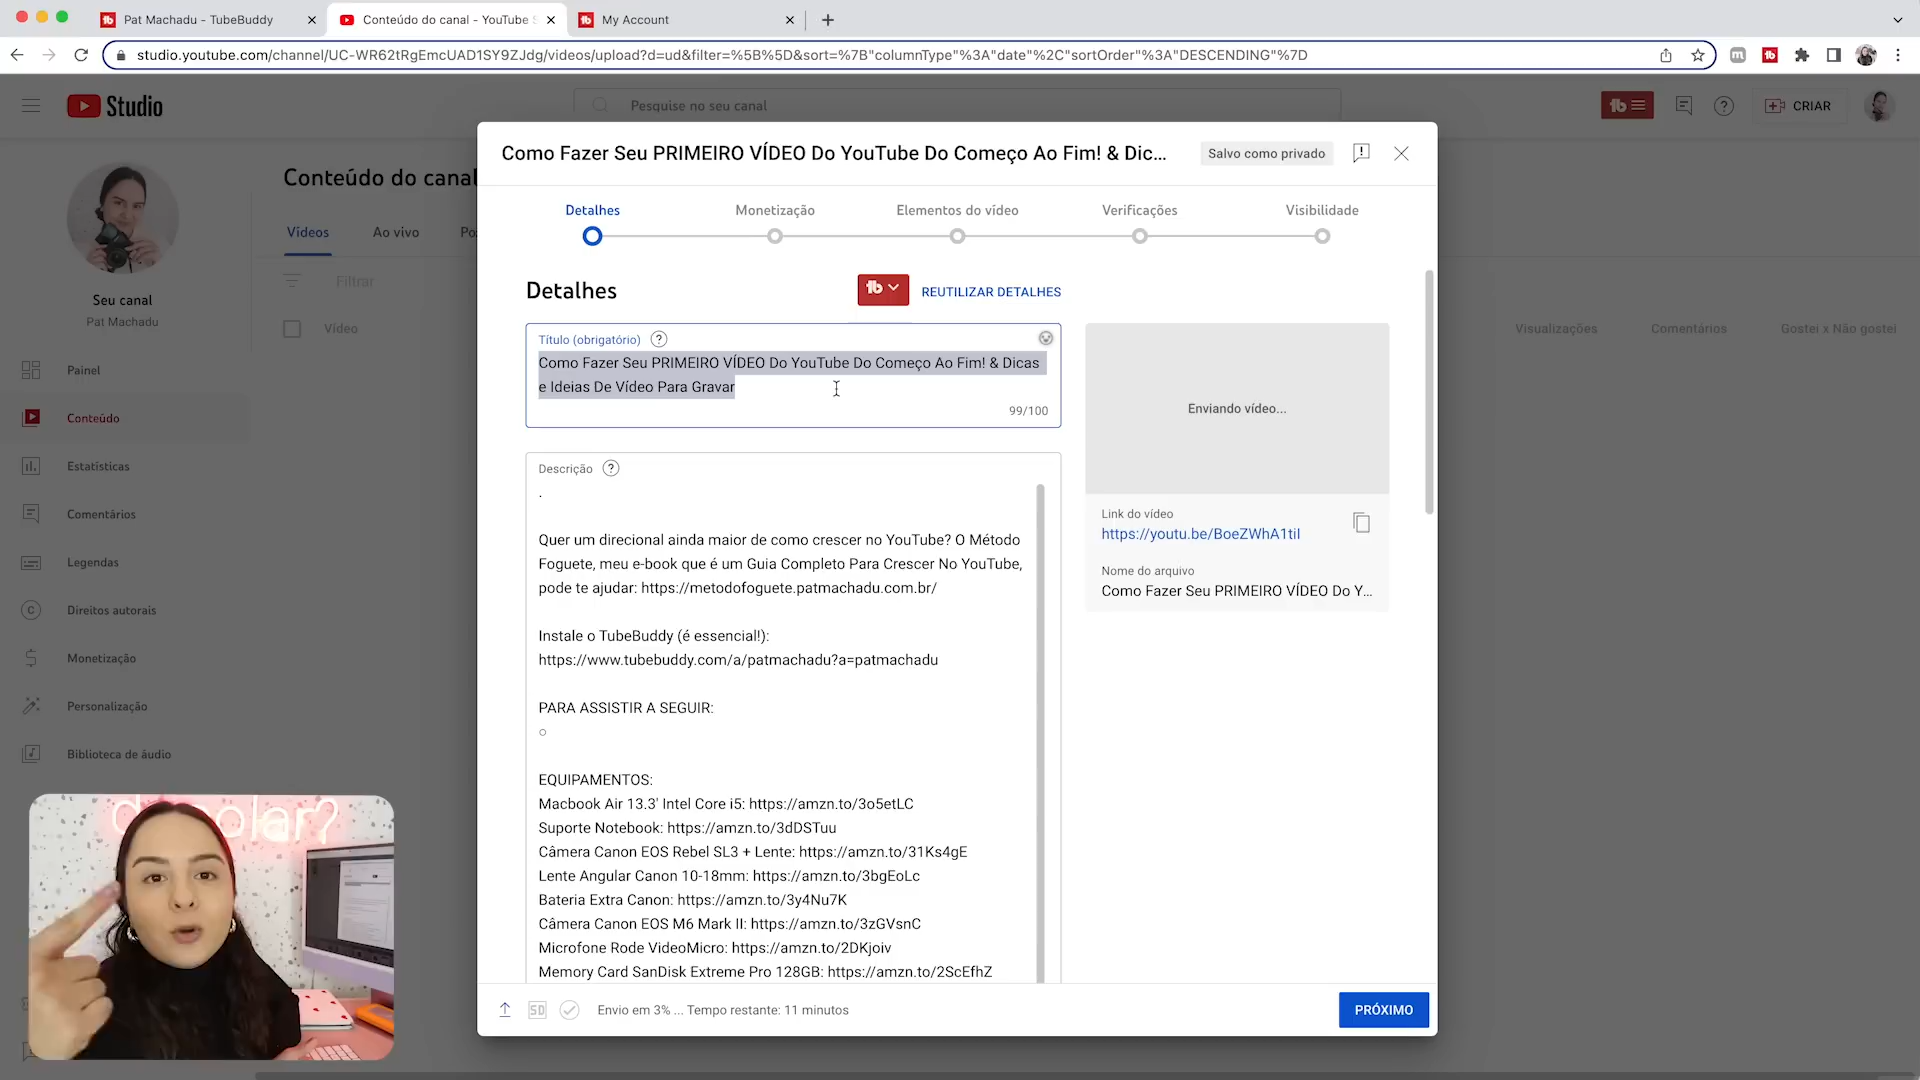 Pat Machadu - TubeBuddy
Conteúdo do canal - YouTube S
My Account
studio.youtube.com/channel/UC-WR62tRgEmcUAD1SY9ZJdg/videos/upload?d=ud&filter=%5B%5D&sort=%7B"columnType"%3A"date"%2C"sortOrder"%3A"DESCENDING"%7D
Studio
Pesquise no seu canal
CRIAR
Conteúdo do canal
Vídeos
Ao vivo
Po
Filtrar
Vídeo
Visualizações
Comentários
Gostei x Não gostei
Seu canal
Pat Machadu
Painel
Conteúdo
Estatísticas
Comentários
Legendas
Direitos autorais
Monetização
Personalização
Biblioteca de áudio
Como Fazer Seu PRIMEIRO VÍDEO Do YouTube Do Começo Ao Fim! & Dic...
Salvo como privado
Detalhes
Monetização
Elementos do vídeo
Verificações
Visibilidade
Detalhes
REUTILIZAR DETALHES
Título (obrigatório)
Como Fazer Seu PRIMEIRO VÍDEO Do YouTube Do Começo Ao Fim! & Dicas
e Ideias De Vídeo Para Gravar
99/100
Descrição
.
Quer um direcional ainda maior de como crescer no YouTube? O Método
Foguete, meu e-book que é um Guia Completo Para Crescer No YouTube,
pode te ajudar: https://metodofoguete.patmachadu.com.br/
Instale o TubeBuddy (é essencial!):
https://www.tubebuddy.com/a/patmachadu?a=patmachadu
PARA ASSISTIR A SEGUIR:
○
EQUIPAMENTOS:
Macbook Air 13.3' Intel Core i5: https://amzn.to/3o5etLC
Suporte Notebook: https://amzn.to/3dDSTuu
Câmera Canon EOS Rebel SL3 + Lente: https://amzn.to/31Ks4gE
Lente Angular Canon 10-18mm: https://amzn.to/3bgEoLc
Bateria Extra Canon: https://amzn.to/3y4Nu7K
Câmera Canon EOS M6 Mark II: https://amzn.to/3zGVsnC
Microfone Rode VideoMicro: https://amzn.to/2DKjoiv
Memory Card SanDisk Extreme Pro 128GB: https://amzn.to/2ScEfhZ
Enviando vídeo...
Link do vídeo
https://youtu.be/BoeZWhA1tiI
Nome do arquivo
Como Fazer Seu PRIMEIRO VÍDEO Do Y...
SD
Envio em 3% ... Tempo restante: 11 minutos
PRÓXIMO